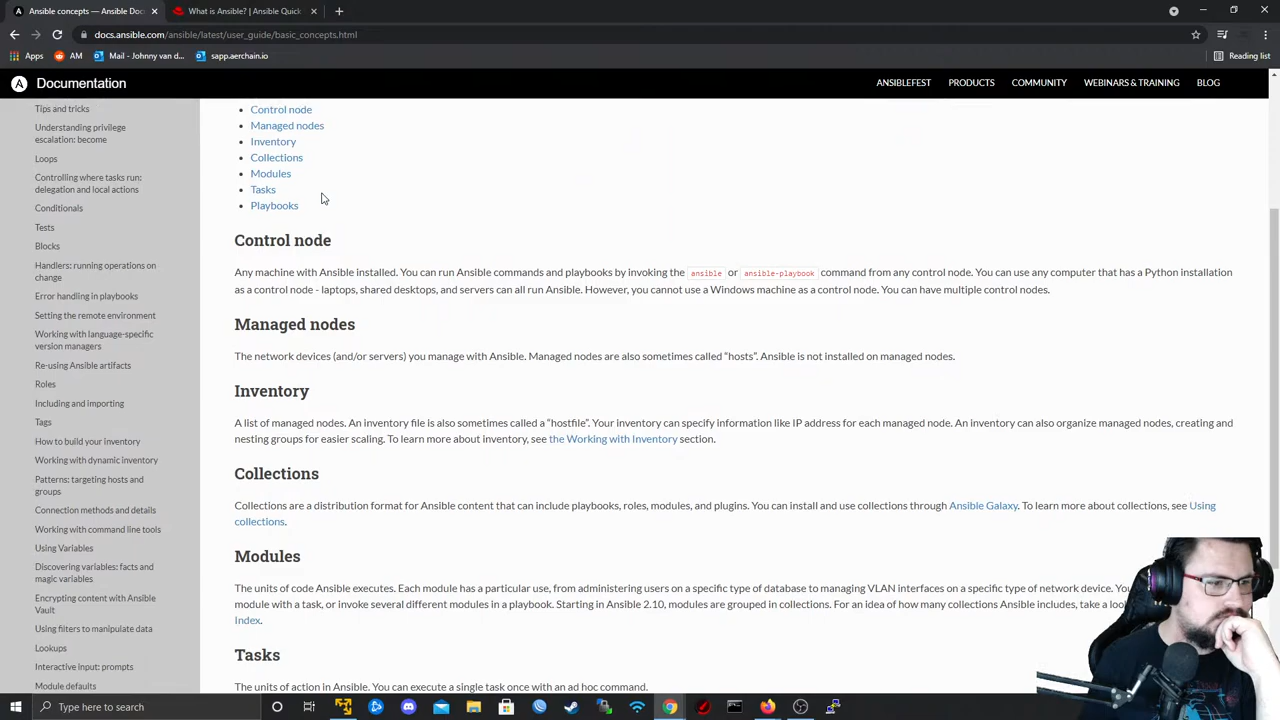 Ansible concepts — Ansible Doc
What is Ansible? | Ansible Quick
docs.ansible.com/ansible/latest/user_guide/basic_concepts.html
Apps
AM
Mail - Johnny van d...
sapp.aerchain.io
Reading list
A Documentation
ANSIBLEFEST
PRODUCTS
COMMUNITY
WEBINARS & TRAINING
BLOG
Tips and tricks
Understanding privilege
escalation: become
Loops
Controlling where tasks run:
delegation and local actions
Conditionals
Tests
Blocks
Handlers: running operations on
change
Error handling in playbooks
Setting the remote environment
Working with language-specific
version managers
Re-using Ansible artifacts
Roles
Including and importing
Tags
How to build your inventory
Working with dynamic inventory
Patterns: targeting hosts and
groups
Connection methods and details
Working with command line tools
Using Variables
Discovering variables: facts and
magic variables
Encrypting content with Ansible
Vault
Using filters to manipulate data
Lookups
Interactive input: prompts
Module defaults
• Control node
• Managed nodes
• Inventory
• Collections
• Modules
• Tasks
• Playbooks
Control node
Any machine with Ansible installed. You can run Ansible commands and playbooks by invoking the ansible or ansible-playbook command from any control node. You can use any computer that has a Python installation
as a control node - laptops, shared desktops, and servers can all run Ansible. However, you cannot use a Windows machine as a control node. You can have multiple control nodes.
Managed nodes
The network devices (and/or servers) you manage with Ansible. Managed nodes are also sometimes called “hosts”. Ansible is not installed on managed nodes.
Inventory
A list of managed nodes. An inventory file is also sometimes called a “hostfile”. Your inventory can specify information like IP address for each managed node. An inventory can also organize managed nodes, creating and
nesting groups for easier scaling. To learn more about inventory, see the Working with Inventory section.
Collections
Collections are a distribution format for Ansible content that can include playbooks, roles, modules, and plugins. You can install and use collections through Ansible Galaxy. To learn more about collections, see Using
collections.
Modules
The units of code Ansible executes. Each module has a particular use, from administering users on a specific type of database to managing VLAN interfaces on a specific type of network device. You
module with a task, or invoke several different modules in a playbook. Starting in Ansible 2.10, modules are grouped in collections. For an idea of how many collections Ansible includes, take a
Index.
Tasks
The units of action in Ansible. You can execute a single task once with an ad hoc command.
Type here to search